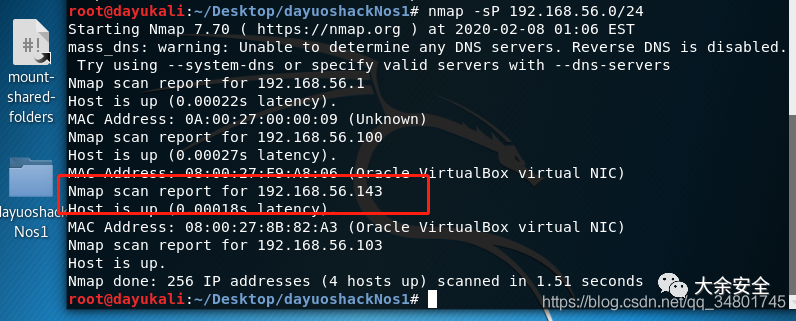 root@dayukali:~/Desktop/dayuoshackNos1# nmap -sP 192.168.56.0/24
Starting Nmap 7.70 ( https://nmap.org ) at 2020-02-08 01:06 EST
mass_dns: warning: Unable to determine any DNS servers. Reverse DNS is disabled.
Try using --system-dns or specify valid servers with --dns-servers
Nmap scan report for 192.168.56.1
Host is up (0.00022s latency).
MAC Address: 0A:00:27:00:00:09 (Unknown)
Nmap scan report for 192.168.56.100
Host is up (0.00027s latency).
MAC Address: 08:00:27:F9:A8:06 (Oracle VirtualBox virtual NIC)
Nmap scan report for 192.168.56.143
Host is up (0.00018s latency)
MAC Address: 08:00:27:8B:82:A3 (Oracle VirtualBox virtual NIC)
Nmap scan report for 192.168.56.103
Host is up.
Nmap done: 256 IP addresses (4 hosts up) scanned in 1.51 seconds
root@dayukali:~/Desktop/dayuoshackNos1#
#!
mount-
shared-
folders
dayuoshack
Nos1
大余安全
https://blog.csdn.net/qq_34801745